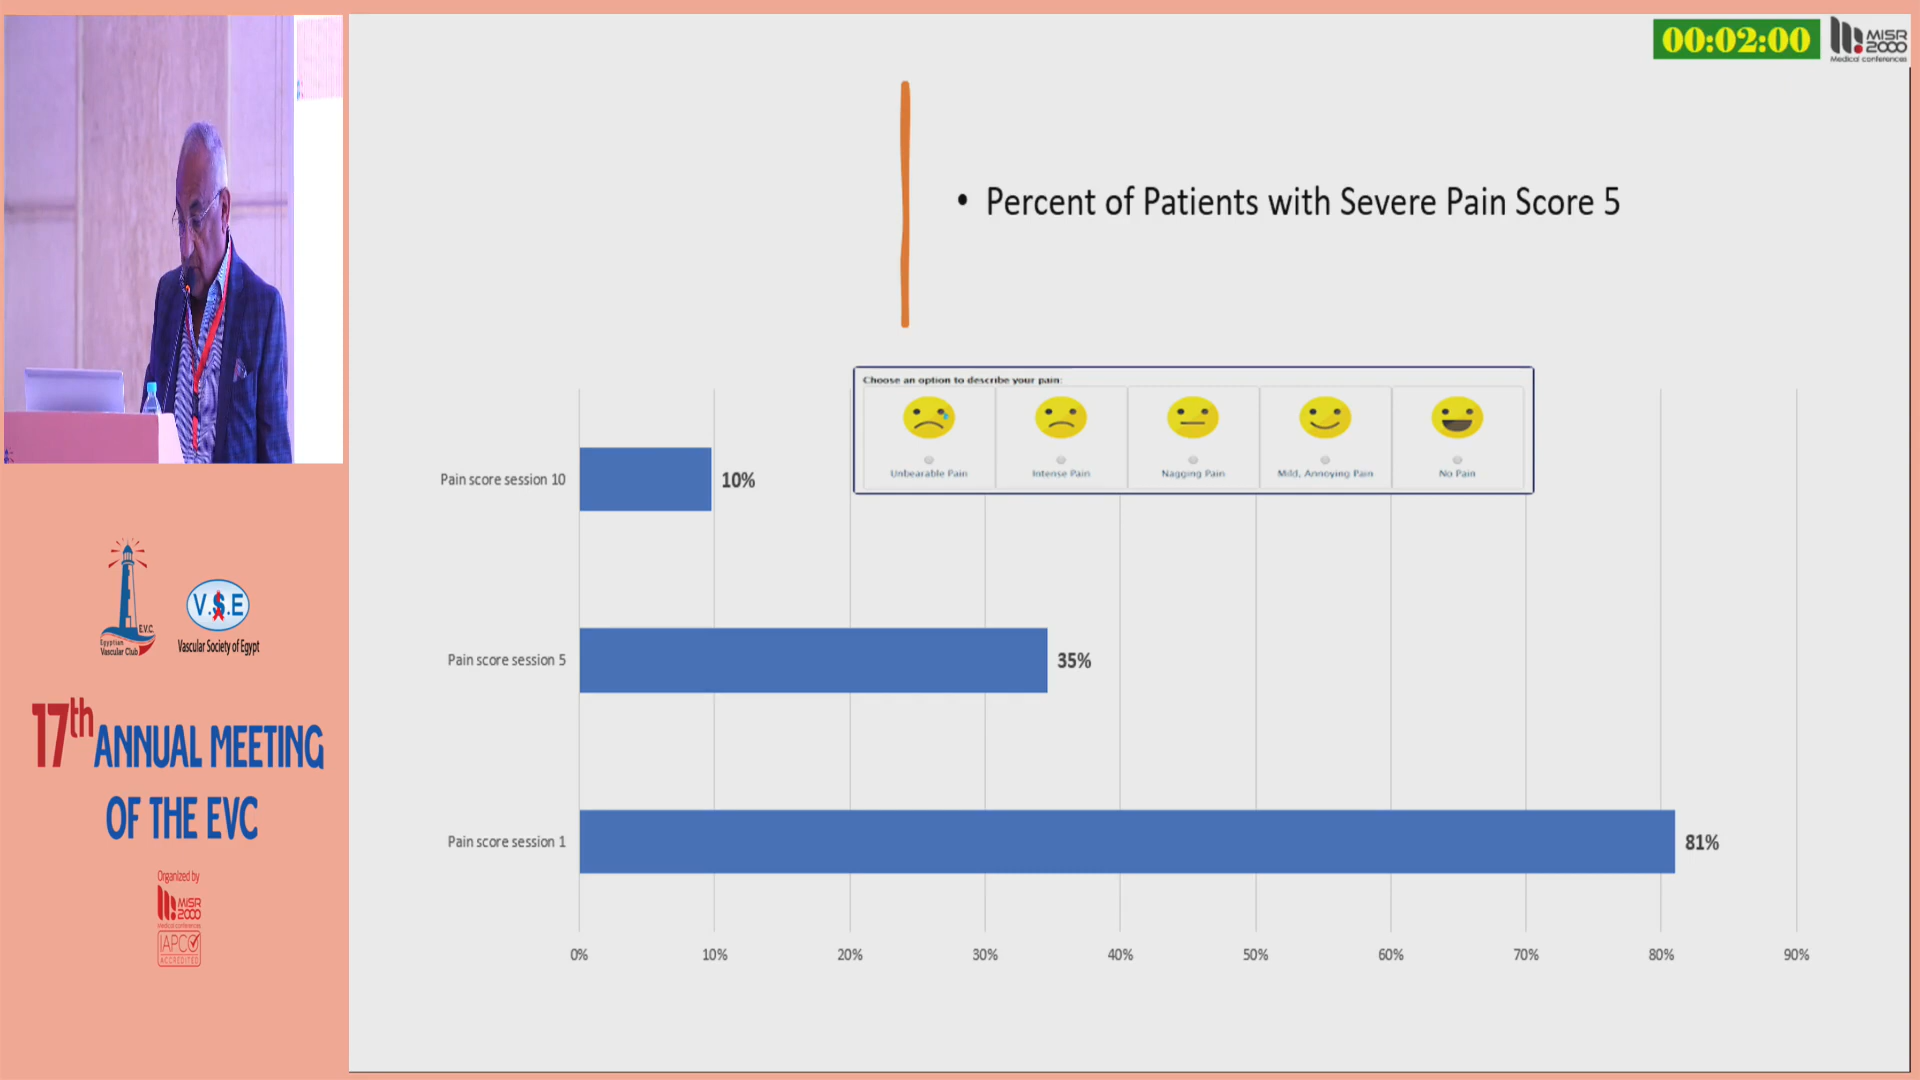 00:02:00
MISR
2000
Medical conferences
• Percent of Patients with Severe Pain Score 5
Choose an option to describe your pain:
Unbearable Pain
Intense Pain
Nagging Pain
Mild, Annoying Pain
No Pain
Pain score session 10
10%
Pain score session 5
35%
Pain score session 1
81%
0%
10%
20%
30%
40%
50%
60%
70%
80%
90%
E.V.C.
Egyptian
Vascular Club
V.S.E
Vascular Society of Egypt
17th ANNUAL MEETING
OF THE EVC
Organized by
MISR
2000
Medical conferences
IAPCO
ACCREDITED